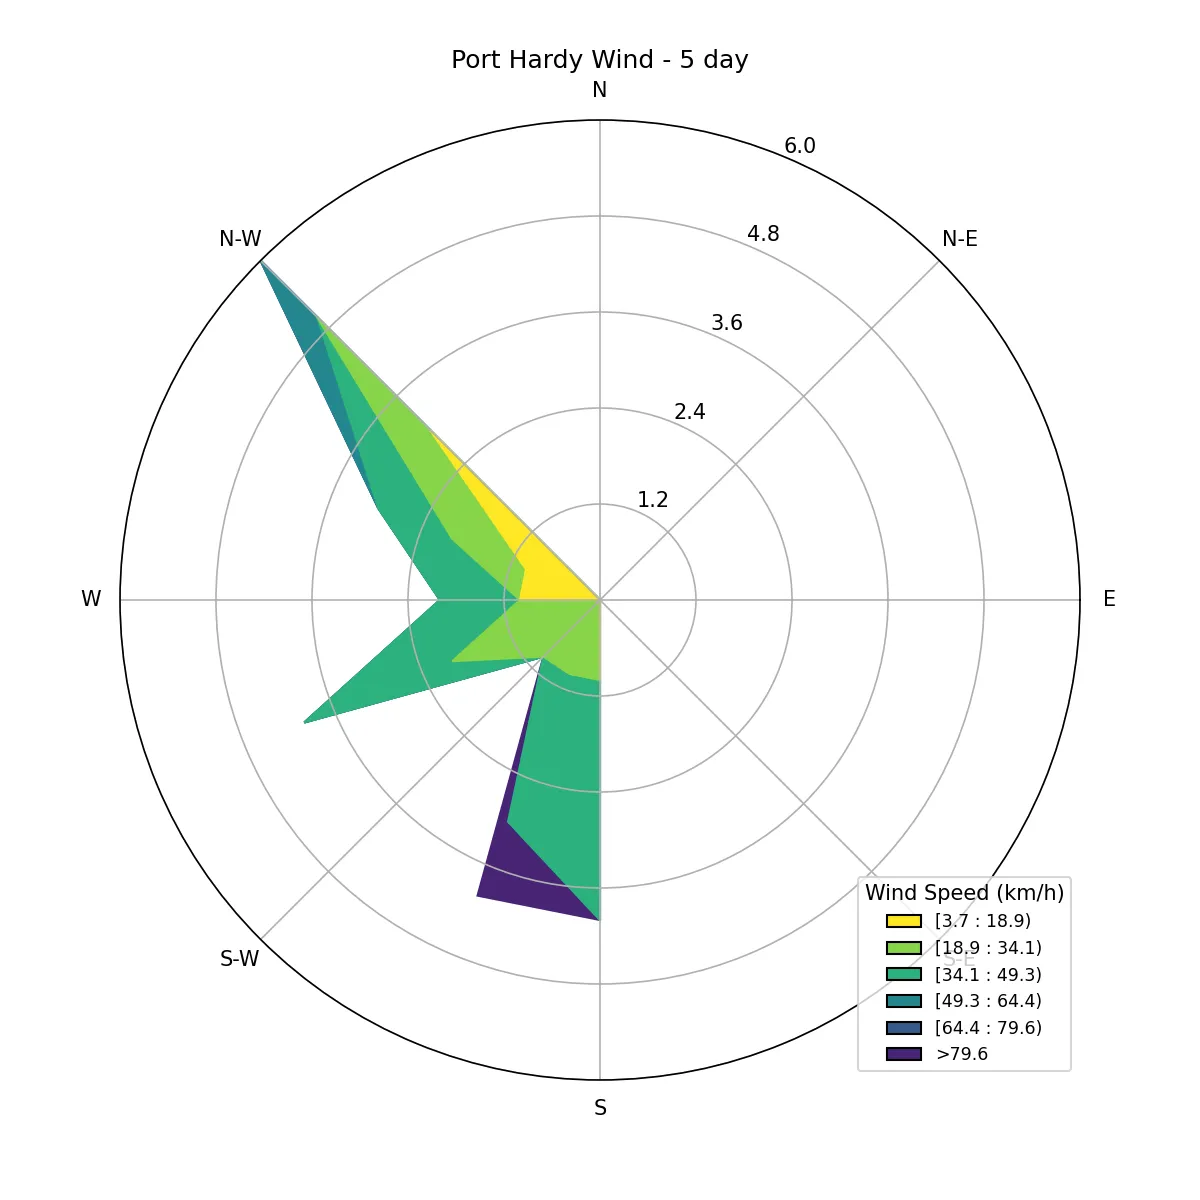 Port Hardy Wind - 5 day
N
6.0
4.8
N-W
N-E
3.6
2.4
1.2
W
E
Wind Speed (km/h)
[3.7 : 18.9)
[18.9 : 34.1)
S-W
S-E
[34.1 : 49.3)
[49.3 : 64.4)
[64.4 : 79.6)
>79.6
S